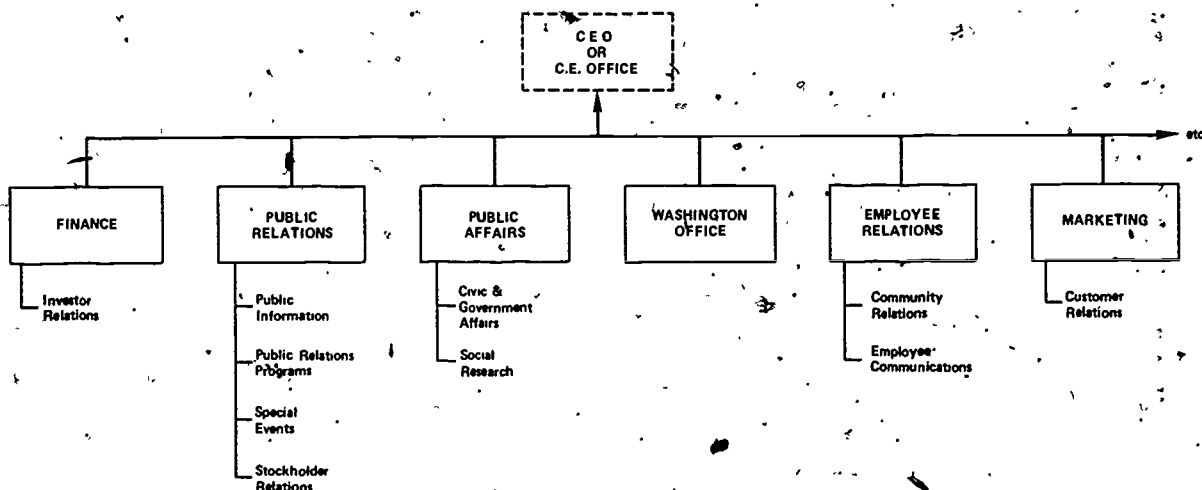 CEO
OR
C.E. OFFICE
etc
FINANCE
PUBLIC
RELATIONS
PUBLIC
AFFAIRS
WASHINGTON
OFFICE
EMPLOYEE
RELATIONS
MARKETING
Investor
Relations
Public
Information
Public Relations
Programs
Special
Events
Stockholder
Relations
Civic &
Government
Affairs
Social
Research
Community
Relations
Employee
Communications
Customer
Relations